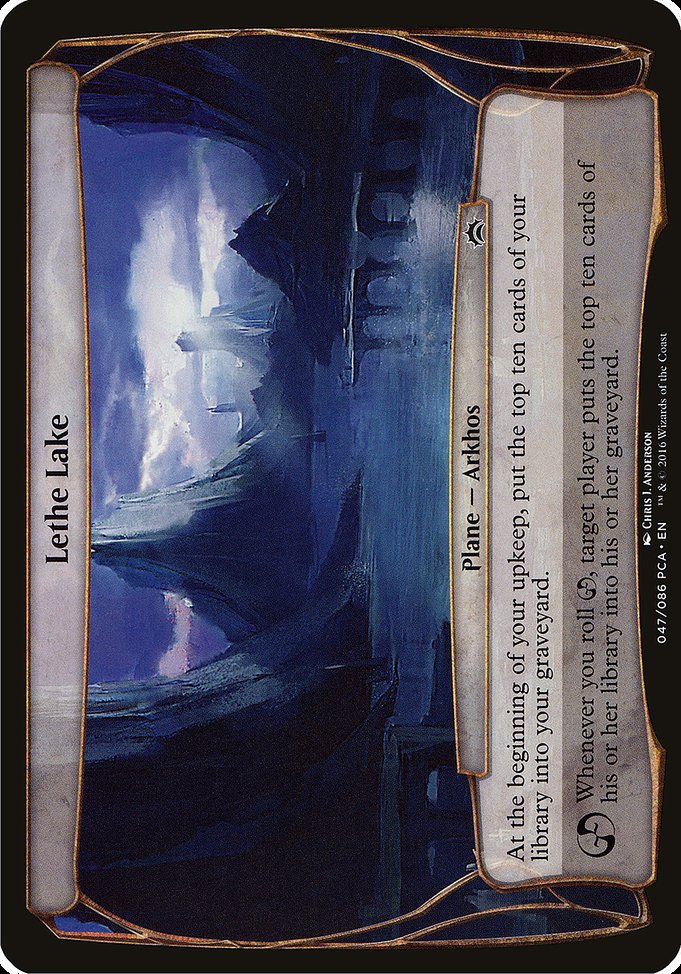 Lethe Lake
Plane — Arkhos
At the beginning of your upkeep, put the top ten cards of your
library into your graveyard.
Whenever you roll , target player puts the top ten cards of
his or her library into his or her graveyard.
Chris J. Anderson
047/086 PCA • EN ™ & © 2016 Wizards of the Coast